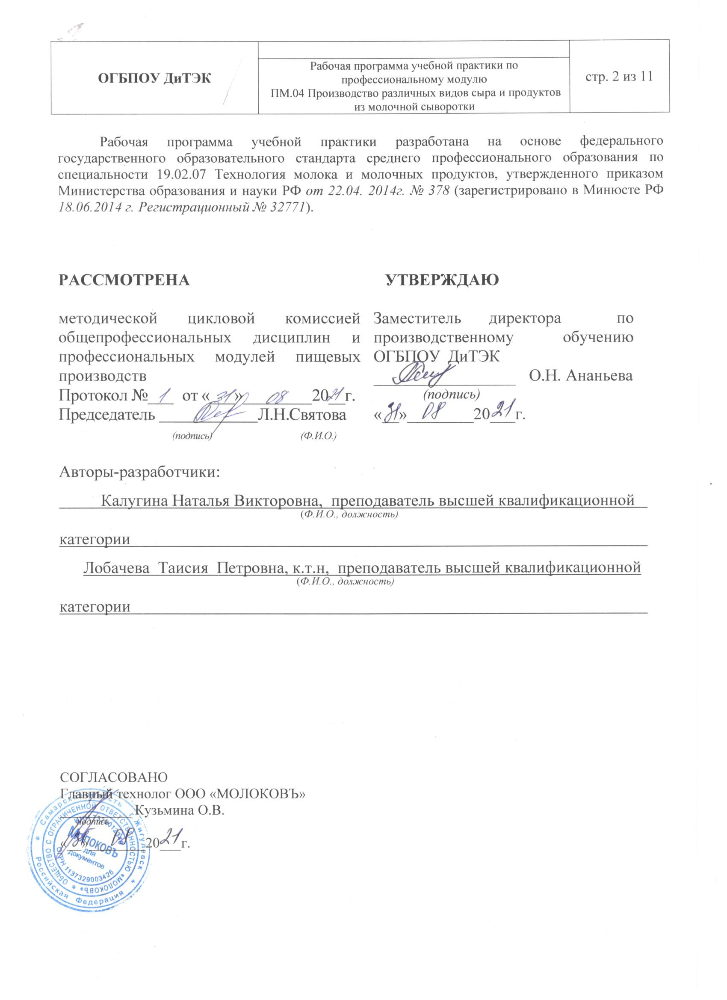 ОГБПОУ ДиТЭК
Рабочая программа учебной практики по
профессиональному модулю
ПМ.04 Производство различных видов сыра и продуктов
из молочной сыворотки
стр. 2 из 11
Рабочая программа учебной практики разработана на основе федерального
государственного образовательного стандарта среднего профессионального образования по
специальности 19.02.07 Технология молока и молочных продуктов, утвержденного приказом
Министерства образования и науки РФ от 22.04. 2014г. № 378 (зарегистрировано в Минюсте РФ
18.06.2014 г. Регистрационный № 32771).
РАССМОТРЕНА
методической цикловой комиссией
общепрофессиональных дисциплин и
профессиональных модулей пищевых
производств
Протокол № 1 от «31» 08 2021 г.
Председатель Л.Н.Святова
(подпись) (Ф.И.О.)
УТВЕРЖДАЮ
Заместитель директора по
производственному обучению
ОГБПОУ ДиТЭК
О.Н. Ананьева
(подпись)
«31» 08 2021 г.
Авторы-разработчики:
Калугина Наталья Викторовна, преподаватель высшей квалификационной
(Ф.И.О., должность)
категории
Лобачева Таисия Петровна, к.т.н, преподаватель высшей квалификационной
(Ф.И.О., должность)
категории
СОГЛАСОВАНО
Главный технолог ООО «МОЛОКОВЪ»
Кузьмина О.В.
подпись
« » 08 2021 г.
Самарская область г. Жигулевск
Российская Федерация
ОБЩЕСТВО С ОГРАНИЧЕННОЙ ОТВЕТСТВЕННОСТЬЮ «МОЛОКОВЪ»
ОГРН 1137329003426
МОЛОКОВЪ
для
документов